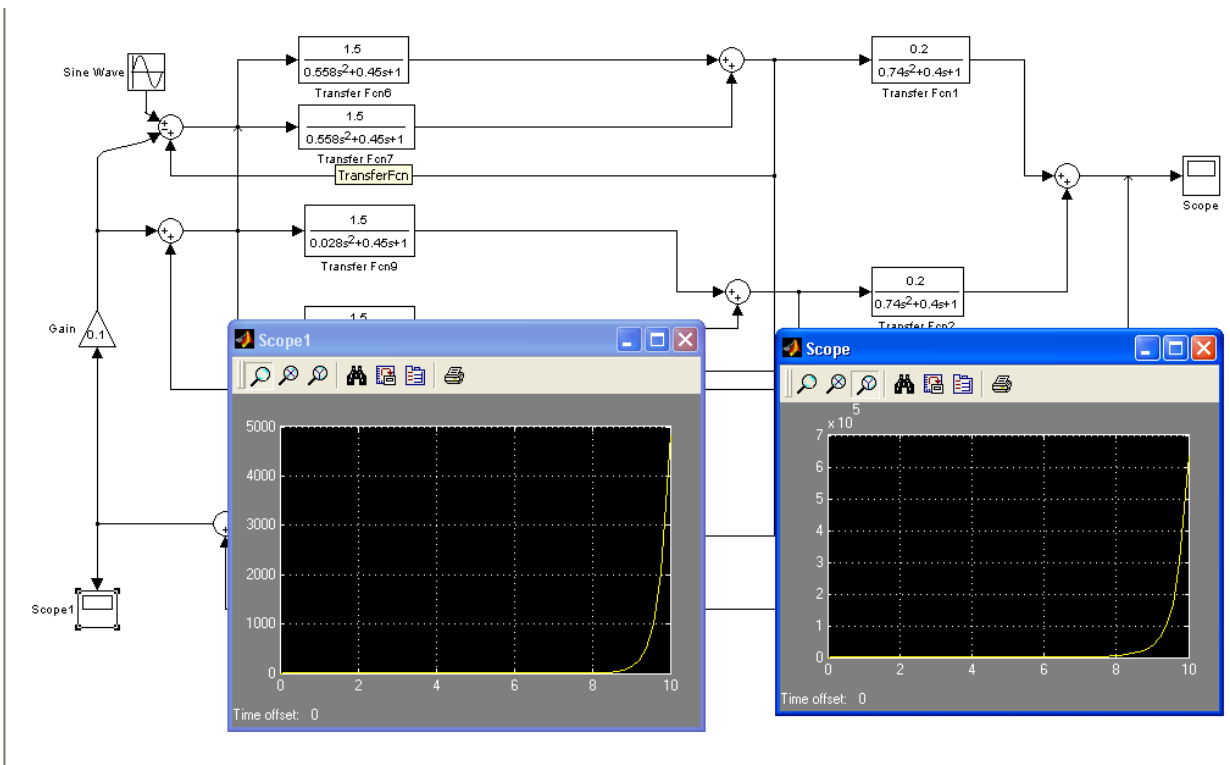 Sine Wave
1.5
0.558s²+0.45s+1
Transfer Fcn6
0.2
0.74s²+0.4s+1
Transfer Fcn1
1.5
0.558s²+0.45s+1
Transfer Fcn7
TransferFcn
Scope
1.5
0.028s²+0.45s+1
Transfer Fcn9
0.2
0.74s²+0.4s+1
Transfer Fcn2
Gain
0.1
1.5
Scope1
Scope1
5000
4000
3000
2000
1000
0
0 2 4 6 8 10
Time offset: 0
Scope
x 10⁵
7
6
5
4
3
2
1
0
0 2 4 6 8 10
Time offset: 0